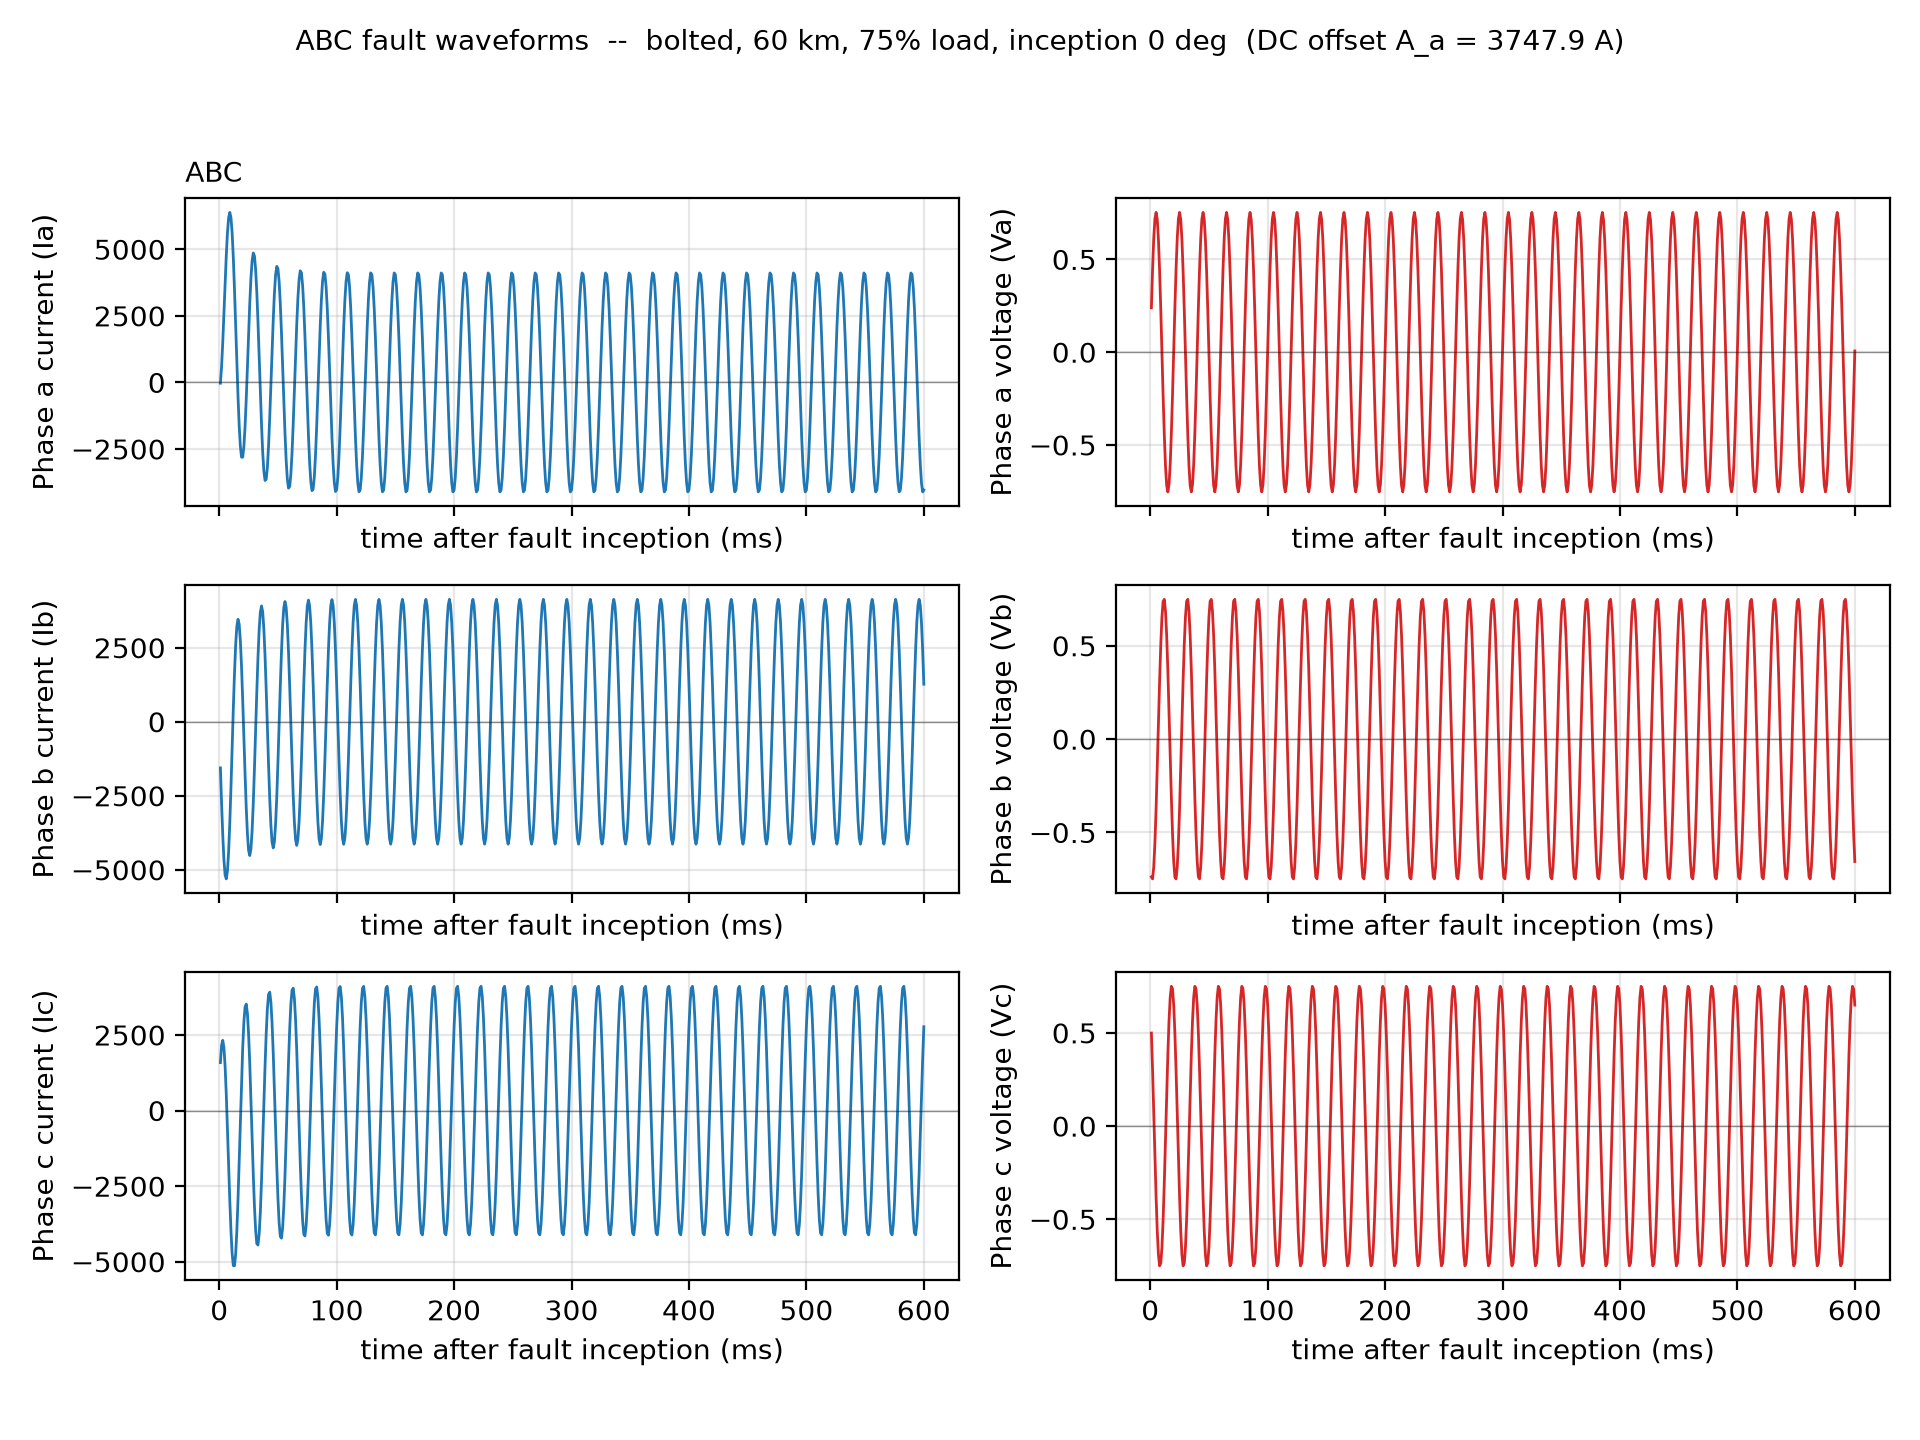 ABC fault waveforms  --  bolted, 60 km, 75% load, inception 0 deg  (DC offset A_a = 3747.9 A)
ABC
Phase a current (Ia)
5000
2500
0
−2500
time after fault inception (ms)
Phase a voltage (Va)
0.5
0.0
−0.5
time after fault inception (ms)
Phase b current (Ib)
2500
0
−2500
−5000
time after fault inception (ms)
Phase b voltage (Vb)
0.5
0.0
−0.5
time after fault inception (ms)
Phase c current (Ic)
2500
0
−2500
−5000
0 100 200 300 400 500 600
time after fault inception (ms)
Phase c voltage (Vc)
0.5
0.0
−0.5
0 100 200 300 400 500 600
time after fault inception (ms)